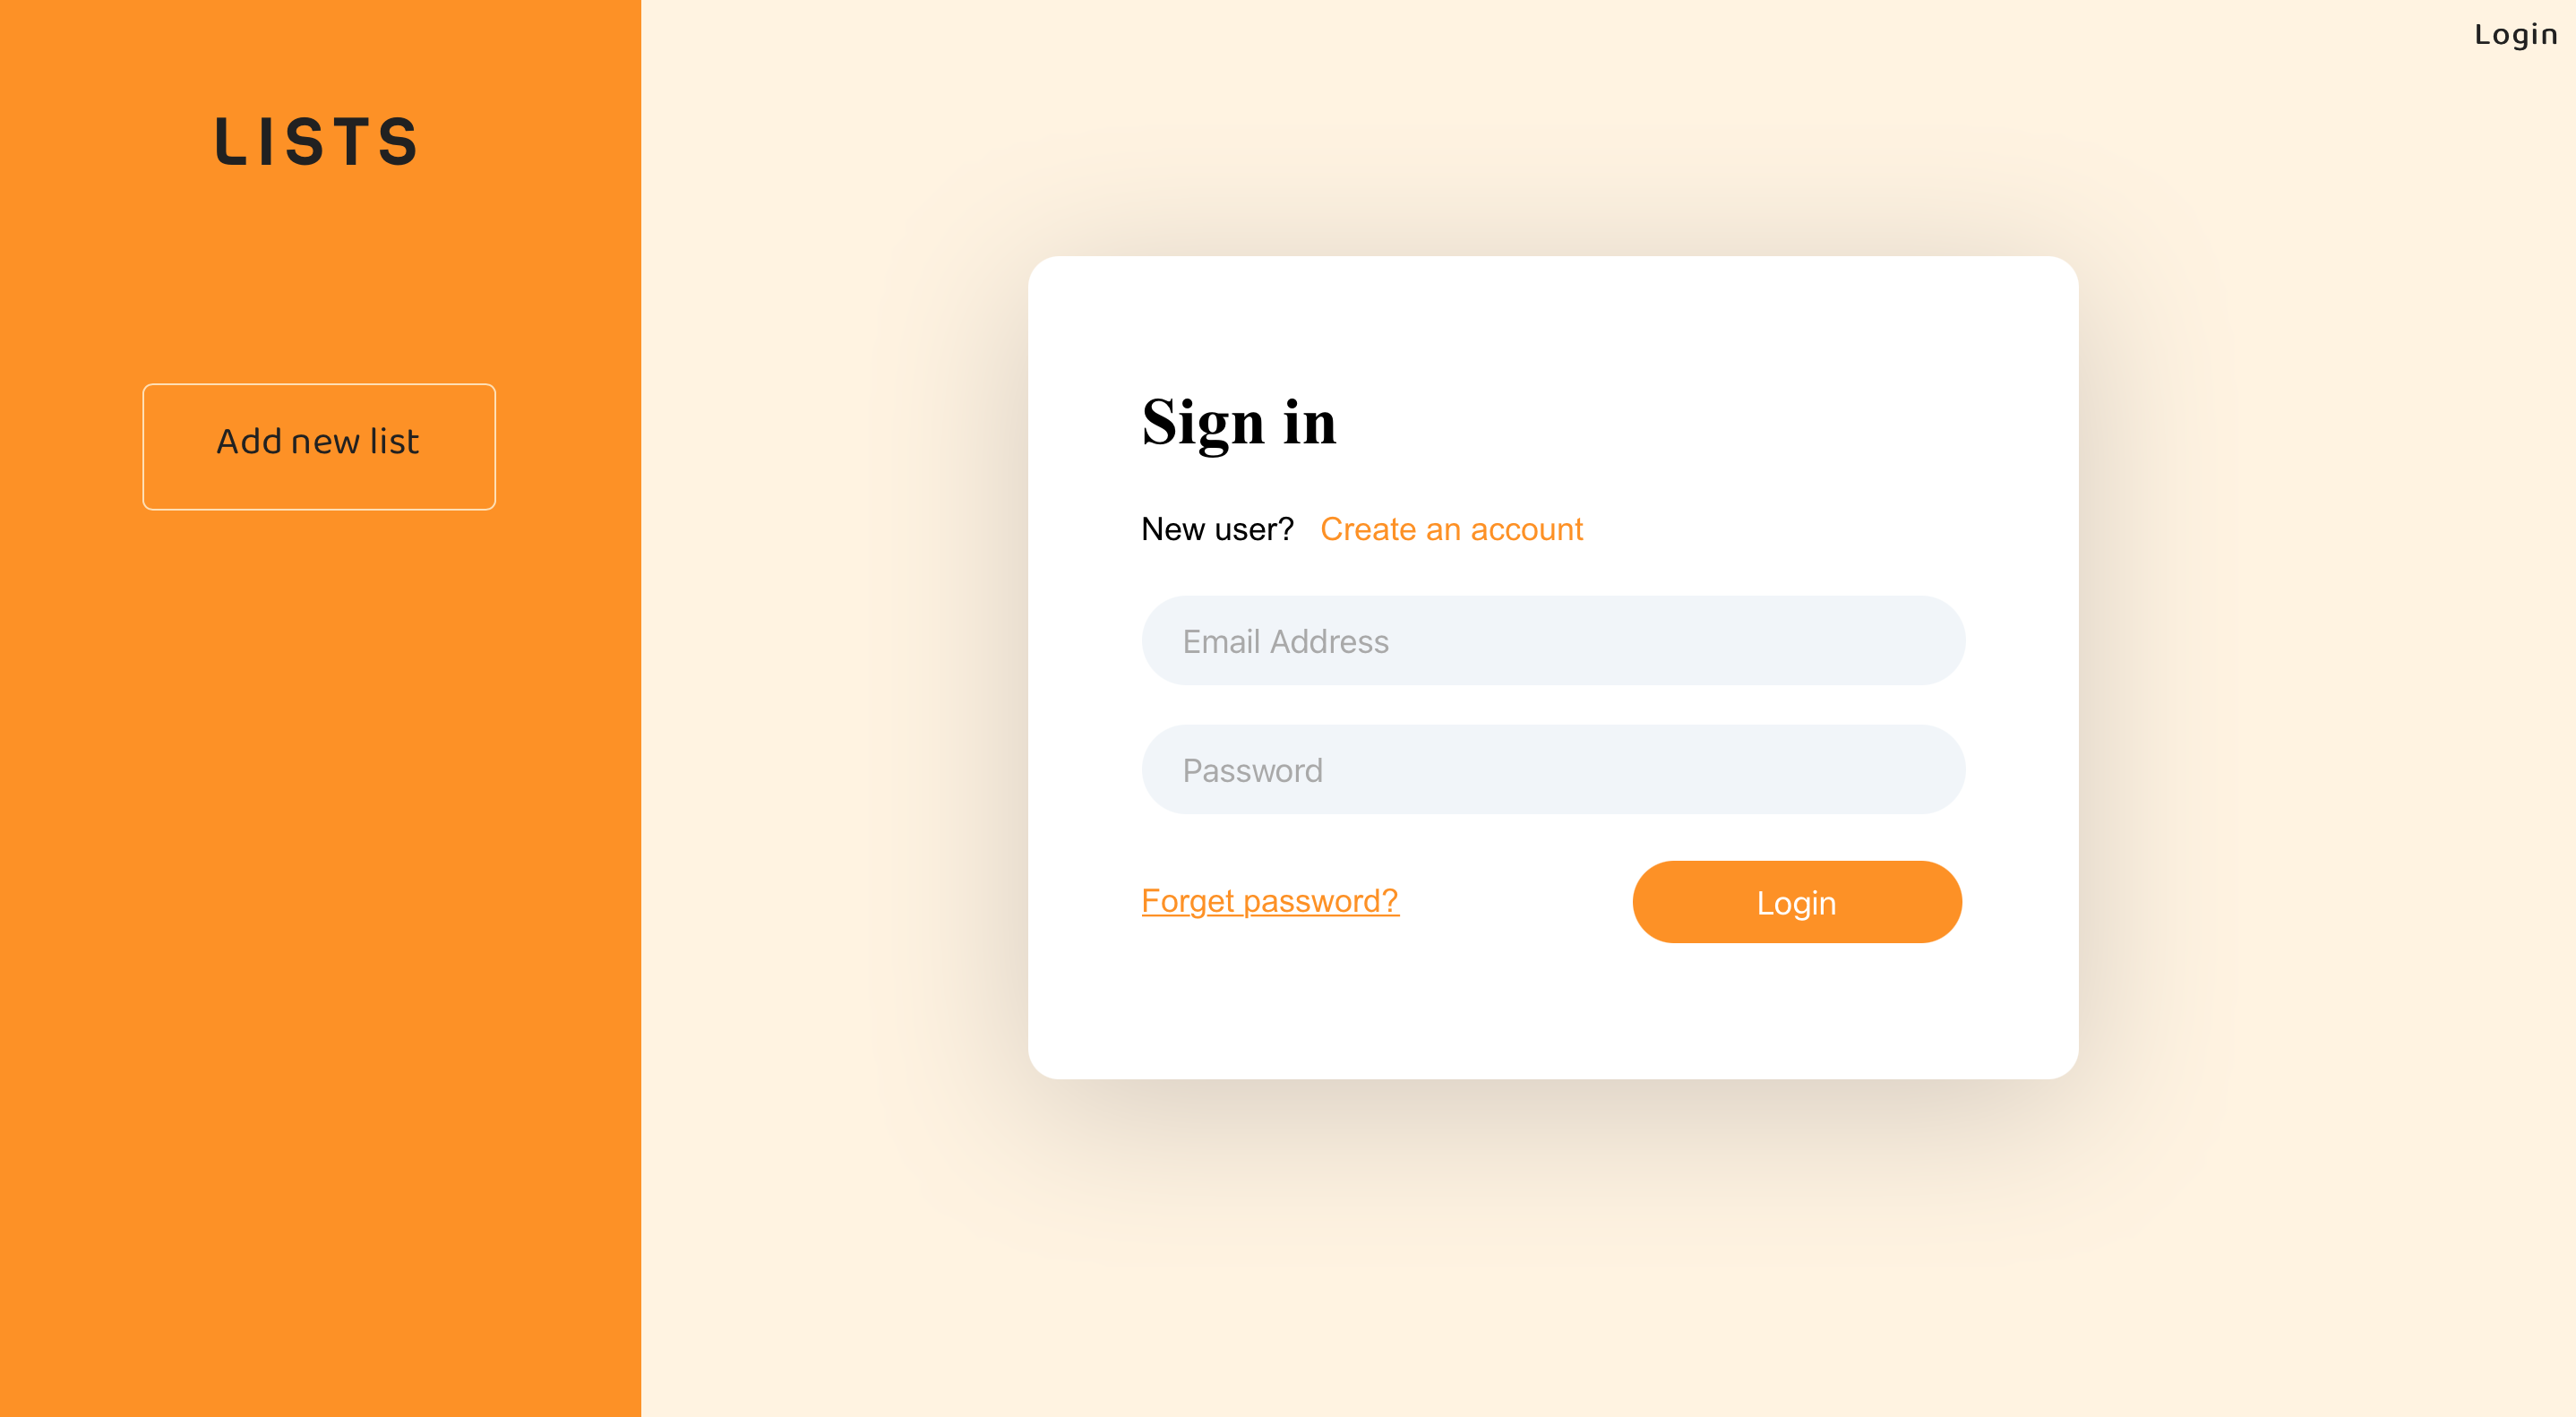 Login
LISTS
Add new list
Sign in
New user? Create an account
Email Address
Password
Forget password?
Login